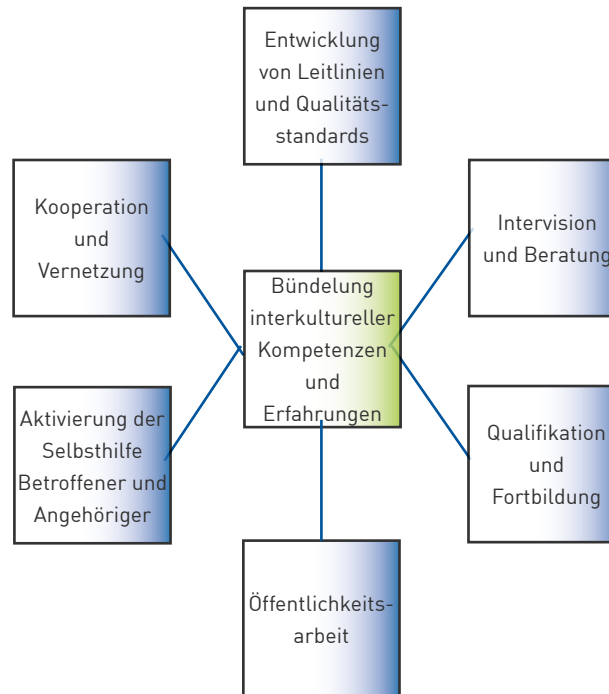 Entwicklung
von Leitlinien
und Qualitäts-
standards
Kooperation
und
Vernetzung
Intervision
und Beratung
Bündelung
interkultureller
Kompetenzen
und
Erfahrungen
Aktivierung der
Selbsthilfe
Betroffener und
Angehöriger
Qualifikation
und
Fortbildung
Öffentlichkeits-
arbeit